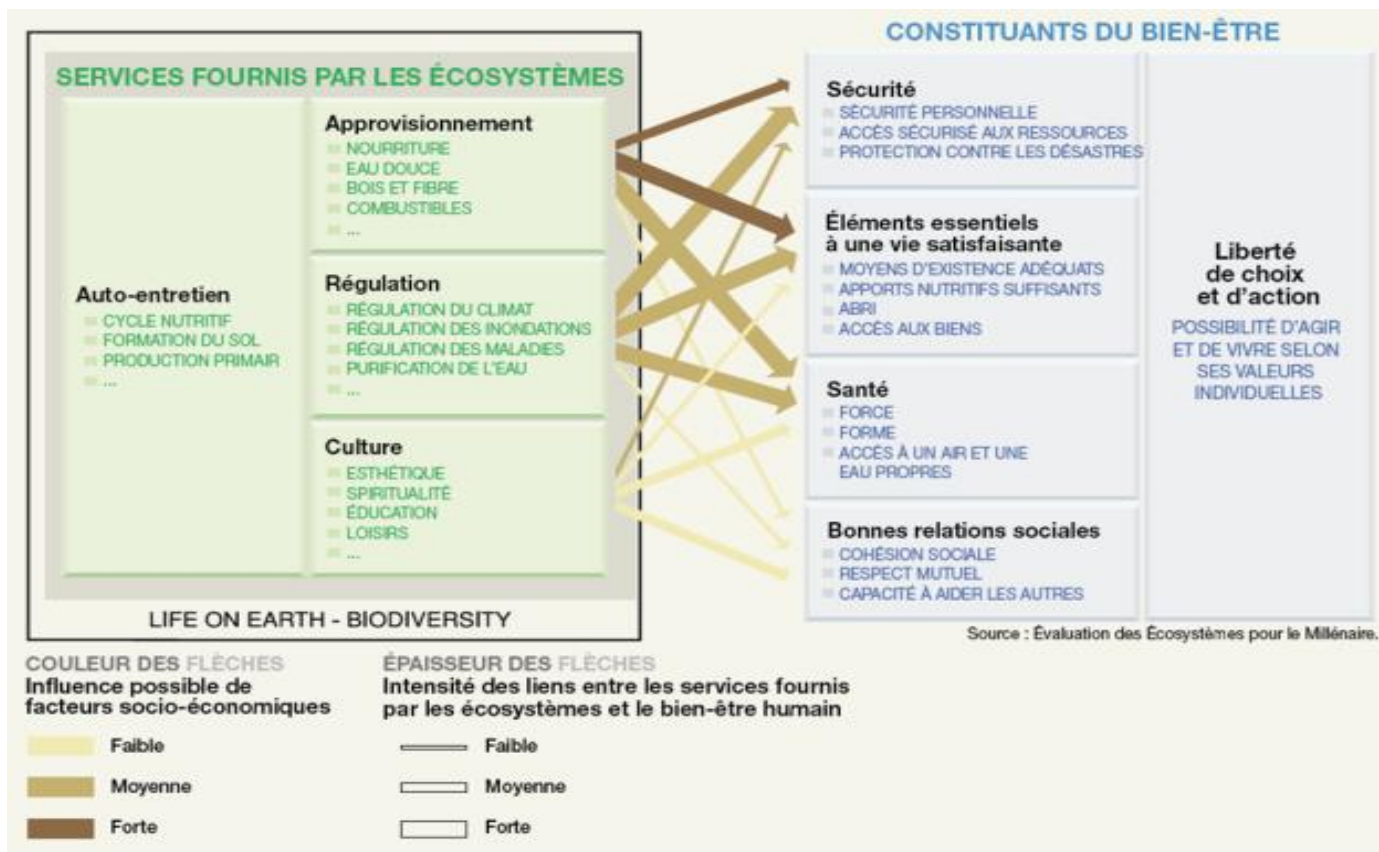 CONSTITUANTS DU BIEN-ÊTRE
SERVICES FOURNIS PAR LES ÉCOSYSTÈMES
Auto-entretien
CYCLE NUTRITIF
FORMATION DU SOL
PRODUCTION PRIMAIR
...
Approvisionnement
NOURRITURE
EAU DOUCE
BOIS ET FIBRE
COMBUSTIBLES
...
Régulation
RÉGULATION DU CLIMAT
RÉGULATION DES INONDATIONS
RÉGULATION DES MALADIES
PURIFICATION DE L'EAU
...
Culture
ESTHÉTIQUE
SPIRITUALITÉ
ÉDUCATION
LOISIRS
...
LIFE ON EARTH - BIODIVERSITY
Sécurité
SÉCURITÉ PERSONNELLE
ACCÈS SÉCURISÉ AUX RESSOURCES
PROTECTION CONTRE LES DÉSASTRES
Éléments essentiels
à une vie satisfaisante
MOYENS D'EXISTENCE ADÉQUATS
APPORTS NUTRITIFS SUFFISANTS
ABRI
ACCÈS AUX BIENS
Santé
FORCE
FORME
ACCÈS À UN AIR ET UNE
EAU PROPRES
Bonnes relations sociales
COHÉSION SOCIALE
RESPECT MUTUEL
CAPACITÉ À AIDER LES AUTRES
Liberté
de choix
et d'action
POSSIBILITÉ D'AGIR
ET DE VIVRE SELON
SES VALEURS
INDIVIDUELLES
Source : Évaluation des Écosystèmes pour le Millénaire.
COULEUR DES FLÈCHES
Influence possible de
facteurs socio-économiques
Faible
Moyenne
Forte
ÉPAISSEUR DES FLÈCHES
Intensité des liens entre les services fournis
par les écosystèmes et le bien-être humain
Faible
Moyenne
Forte